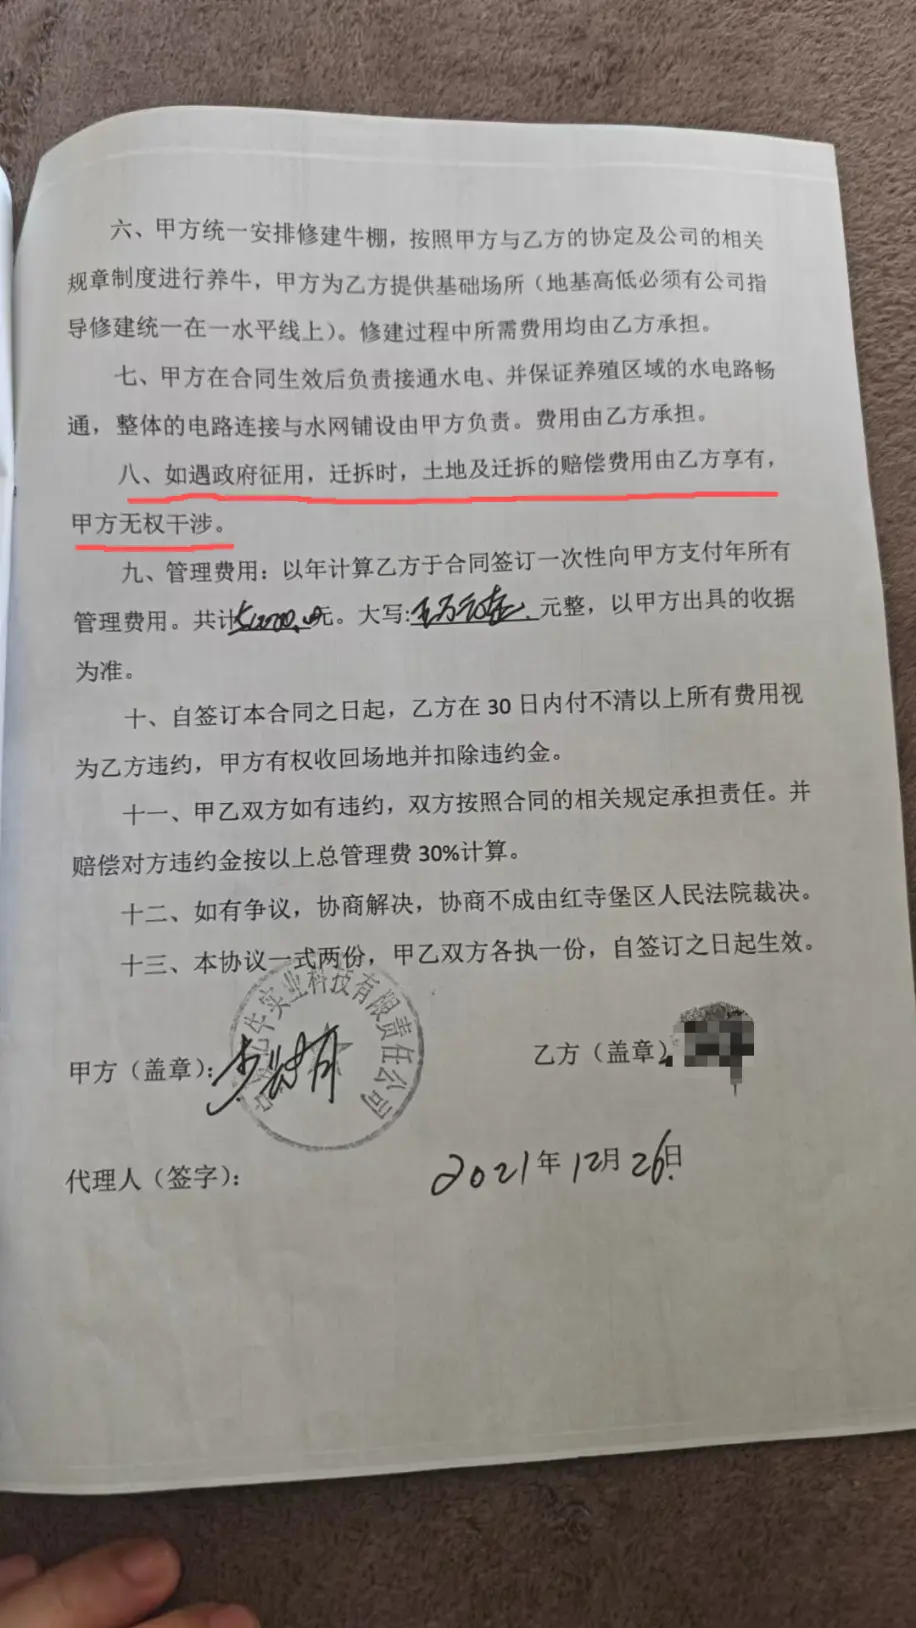 六、甲方统一安排修建牛棚，按照甲方与乙方的协定及公司的相关
规章制度进行养牛，甲方为乙方提供基础场所（地基高低必须有公司指
导修建统一在一水平线上）。修建过程中所需费用均由乙方承担。
七、甲方在合同生效后负责接通水电、并保证养殖区域的水电路畅
通，整体的电路连接与水网铺设由甲方负责。费用由乙方承担。
八、如遇政府征用，迁拆时，土地及迁拆的赔偿费用由乙方享有，
甲方无权干涉。
九、管理费用：以年计算乙方于合同签订一次性向甲方支付年所有
管理费用。共计元。大写:五万元整.元整，以甲方出具的收据
为准。
十、自签订本合同之日起，乙方在 30 日内付不清以上所有费用视
为乙方违约，甲方有权收回场地并扣除违约金。
十一、甲乙双方如有违约，双方按照合同的相关规定承担责任。并
赔偿对方违约金按以上总管理费 30%计算。
十二、如有争议，协商解决，协商不成由红寺堡区人民法院裁决。
十三、本协议一式两份，甲乙双方各执一份，自签订之日起生效。
实业科技有限责任公司
甲方（盖章）：
乙方（盖章）
代理人（签字）：
2021年 12月 26日